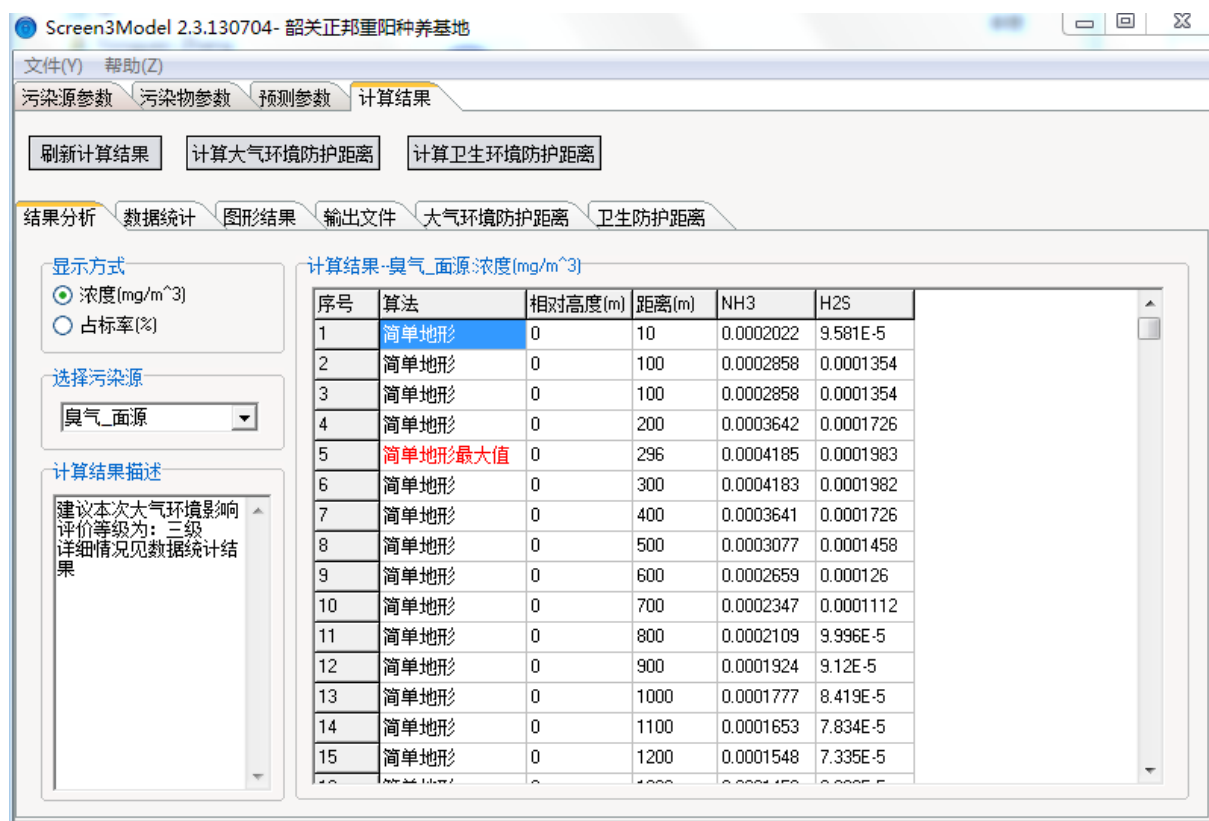 Screen3Model 2.3.130704- 韶关正邦重阳种养基地
文件(Y) 帮助(Z)
污染源参数 污染物参数 预测参数 计算结果
刷新计算结果 计算大气环境防护距离 计算卫生环境防护距离
结果分析 数据统计 图形结果 输出文件 大气环境防护距离 卫生防护距离
显示方式
浓度(mg/m^3)
占标率(%)
选择污染源
臭气_面源
计算结果描述
建议本次大气环境影响
评价等级为：三级
详细情况见数据统计结
果
计算结果--臭气_面源:浓度(mg/m^3)
序号 算法 相对高度(m) 距离(m) NH3 H2S
1 简单地形 0 10 0.0002022 9.581E-5
2 简单地形 0 100 0.0002858 0.0001354
3 简单地形 0 100 0.0002858 0.0001354
4 简单地形 0 200 0.0003642 0.0001726
5 简单地形最大值 0 296 0.0004185 0.0001983
6 简单地形 0 300 0.0004183 0.0001982
7 简单地形 0 400 0.0003641 0.0001726
8 简单地形 0 500 0.0003077 0.0001458
9 简单地形 0 600 0.0002659 0.000126
10 简单地形 0 700 0.0002347 0.0001112
11 简单地形 0 800 0.0002109 9.996E-5
12 简单地形 0 900 0.0001924 9.12E-5
13 简单地形 0 1000 0.0001777 8.419E-5
14 简单地形 0 1100 0.0001653 7.834E-5
15 简单地形 0 1200 0.0001548 7.335E-5